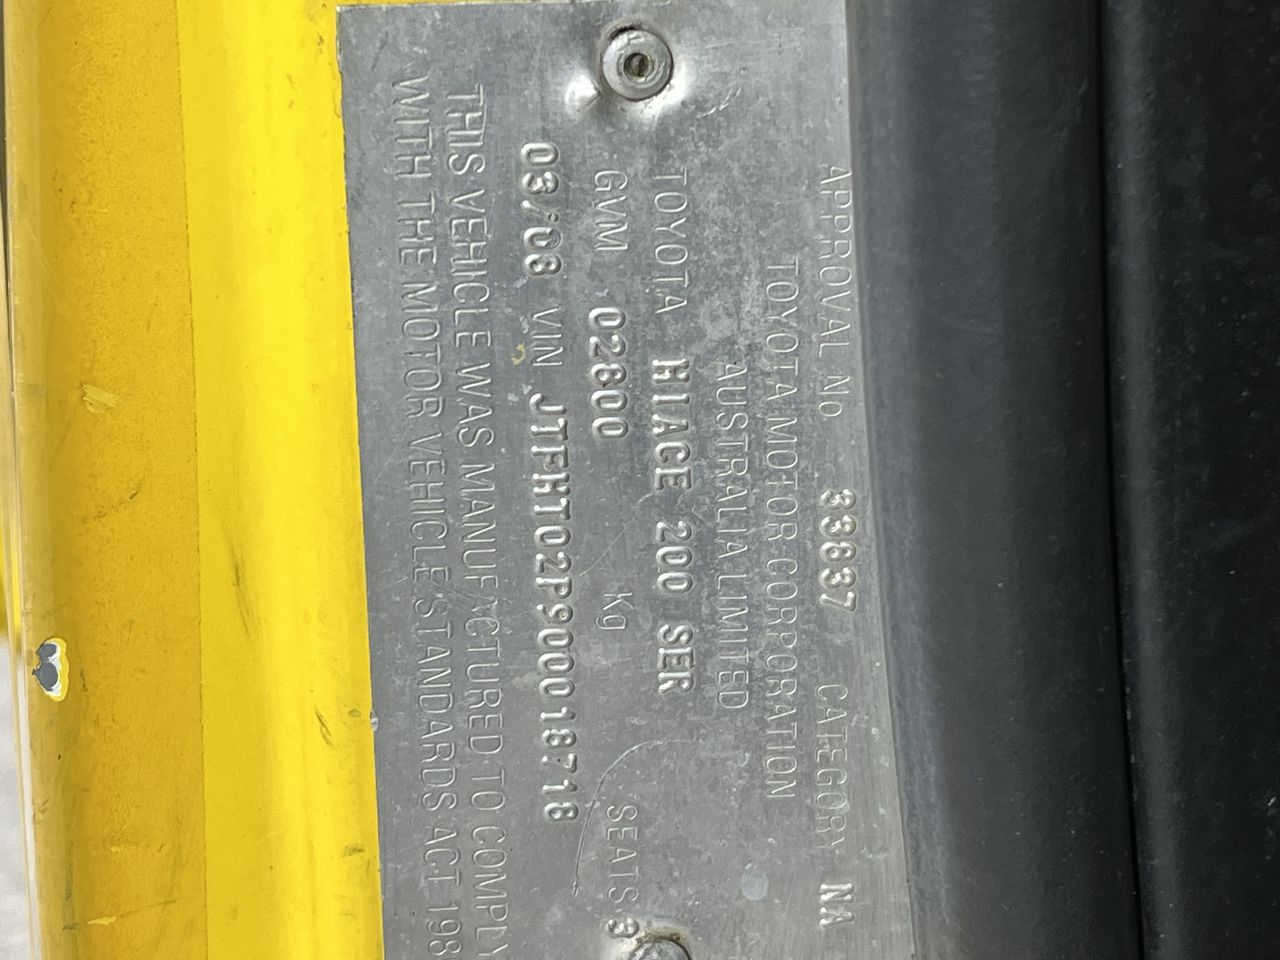 APPROVAL No. 33637 CATEGORY NA
TOYOTA MOTOR CORPORATION
AUSTRALIA LIMITED
TOYOTA HIACE 200 SER
GVM 02800 Kg SEATS 3
03/08 VIN JTFHT02P900018718
THIS VEHICLE WAS MANUFACTURED TO COMPLY
WITH THE MOTOR VEHICLE STANDARDS ACT 198